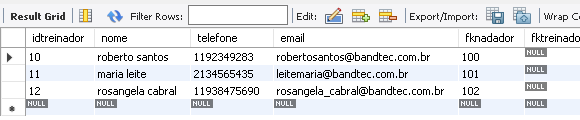 Result Grid Filter Rows: Edit: Export/Import: Wrap Ce
idtreinador nome telefone email fknadador fktreinado
10 roberto santos 1192349283 robertosantos@bandtec.com.br 100 NULL
11 maria leite 2134565435 leitemaria@bandtec.com.br 101 NULL
12 rosangela cabral 11938475690 rosangela_cabral@bandtec.com.br 102 NULL
NULL NULL NULL NULL NULL NULL